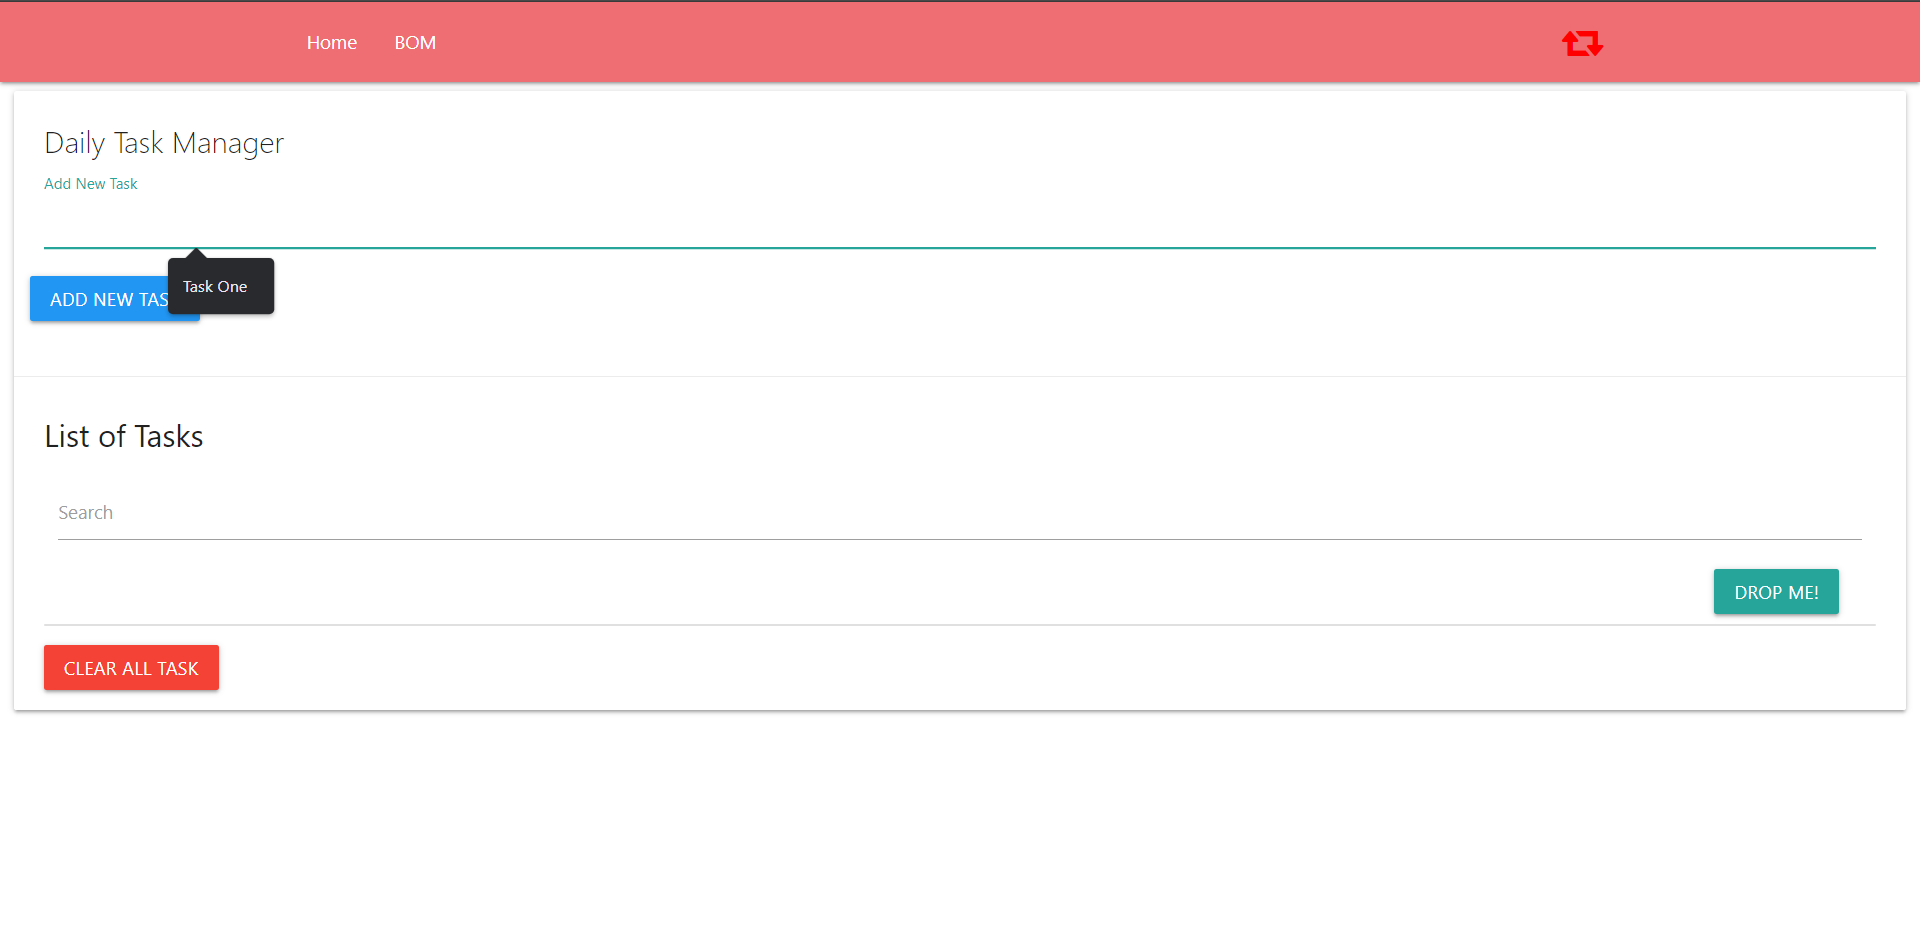 Home BOM
Daily Task Manager
Add New Task
Task One
ADD NEW TAS
List of Tasks
Search
DROP ME!
CLEAR ALL TASK